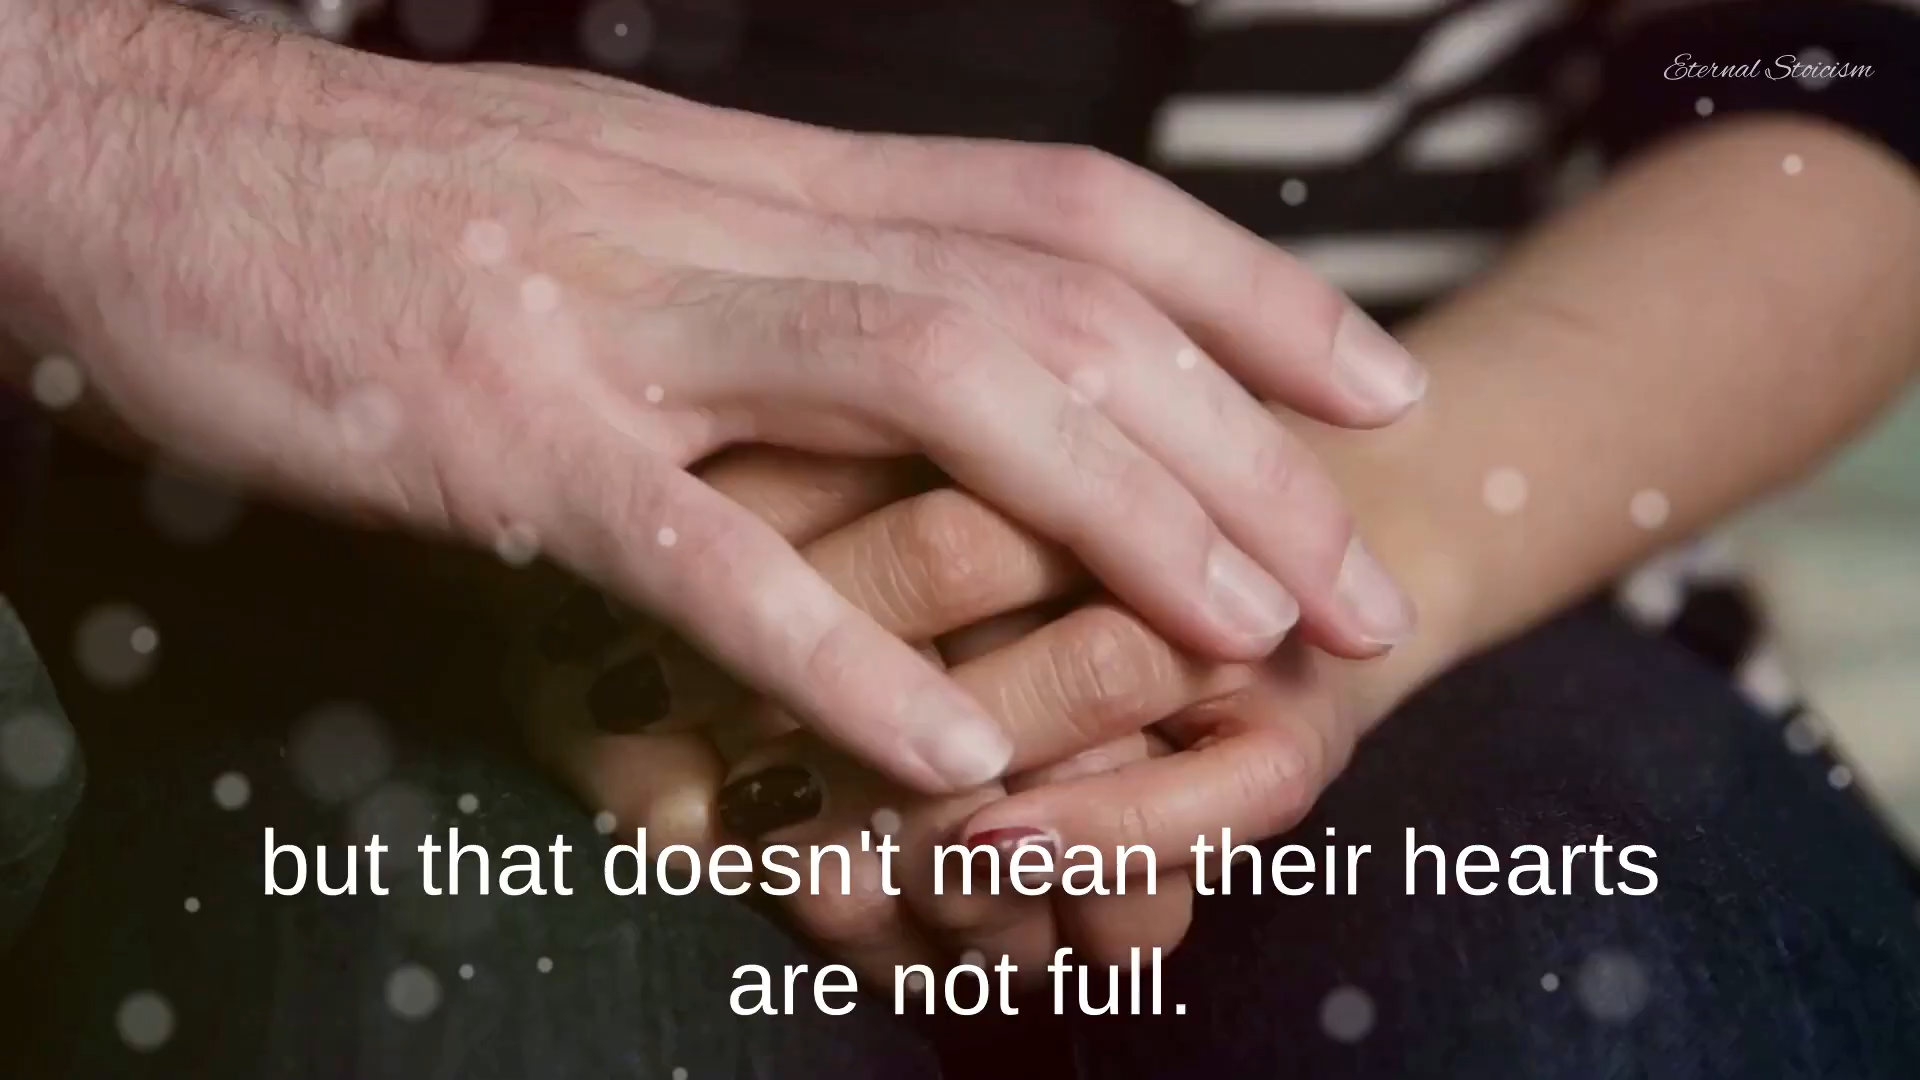 Eternal Stoicism
but that doesn't mean their hearts
are not full.